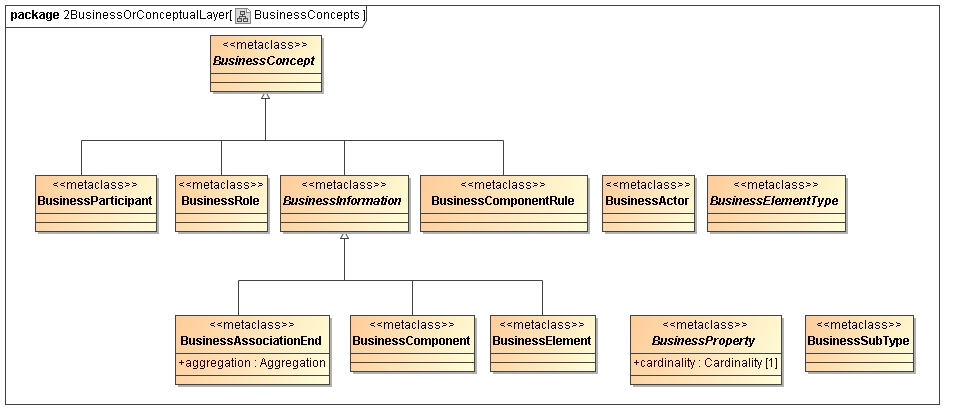 package 2BusinessOrConceptualLayer[ BusinessConcepts ]
<<metaclass>>
BusinessConcept
<<metaclass>>
BusinessParticipant
<<metaclass>>
BusinessRole
<<metaclass>>
BusinessInformation
<<metaclass>>
BusinessComponentRule
<<metaclass>>
BusinessActor
<<metaclass>>
BusinessElementType
<<metaclass>>
BusinessAssociationEnd
+aggregation : Aggregation
<<metaclass>>
BusinessComponent
<<metaclass>>
BusinessElement
<<metaclass>>
BusinessProperty
+cardinality : Cardinality [1]
<<metaclass>>
BusinessSubType